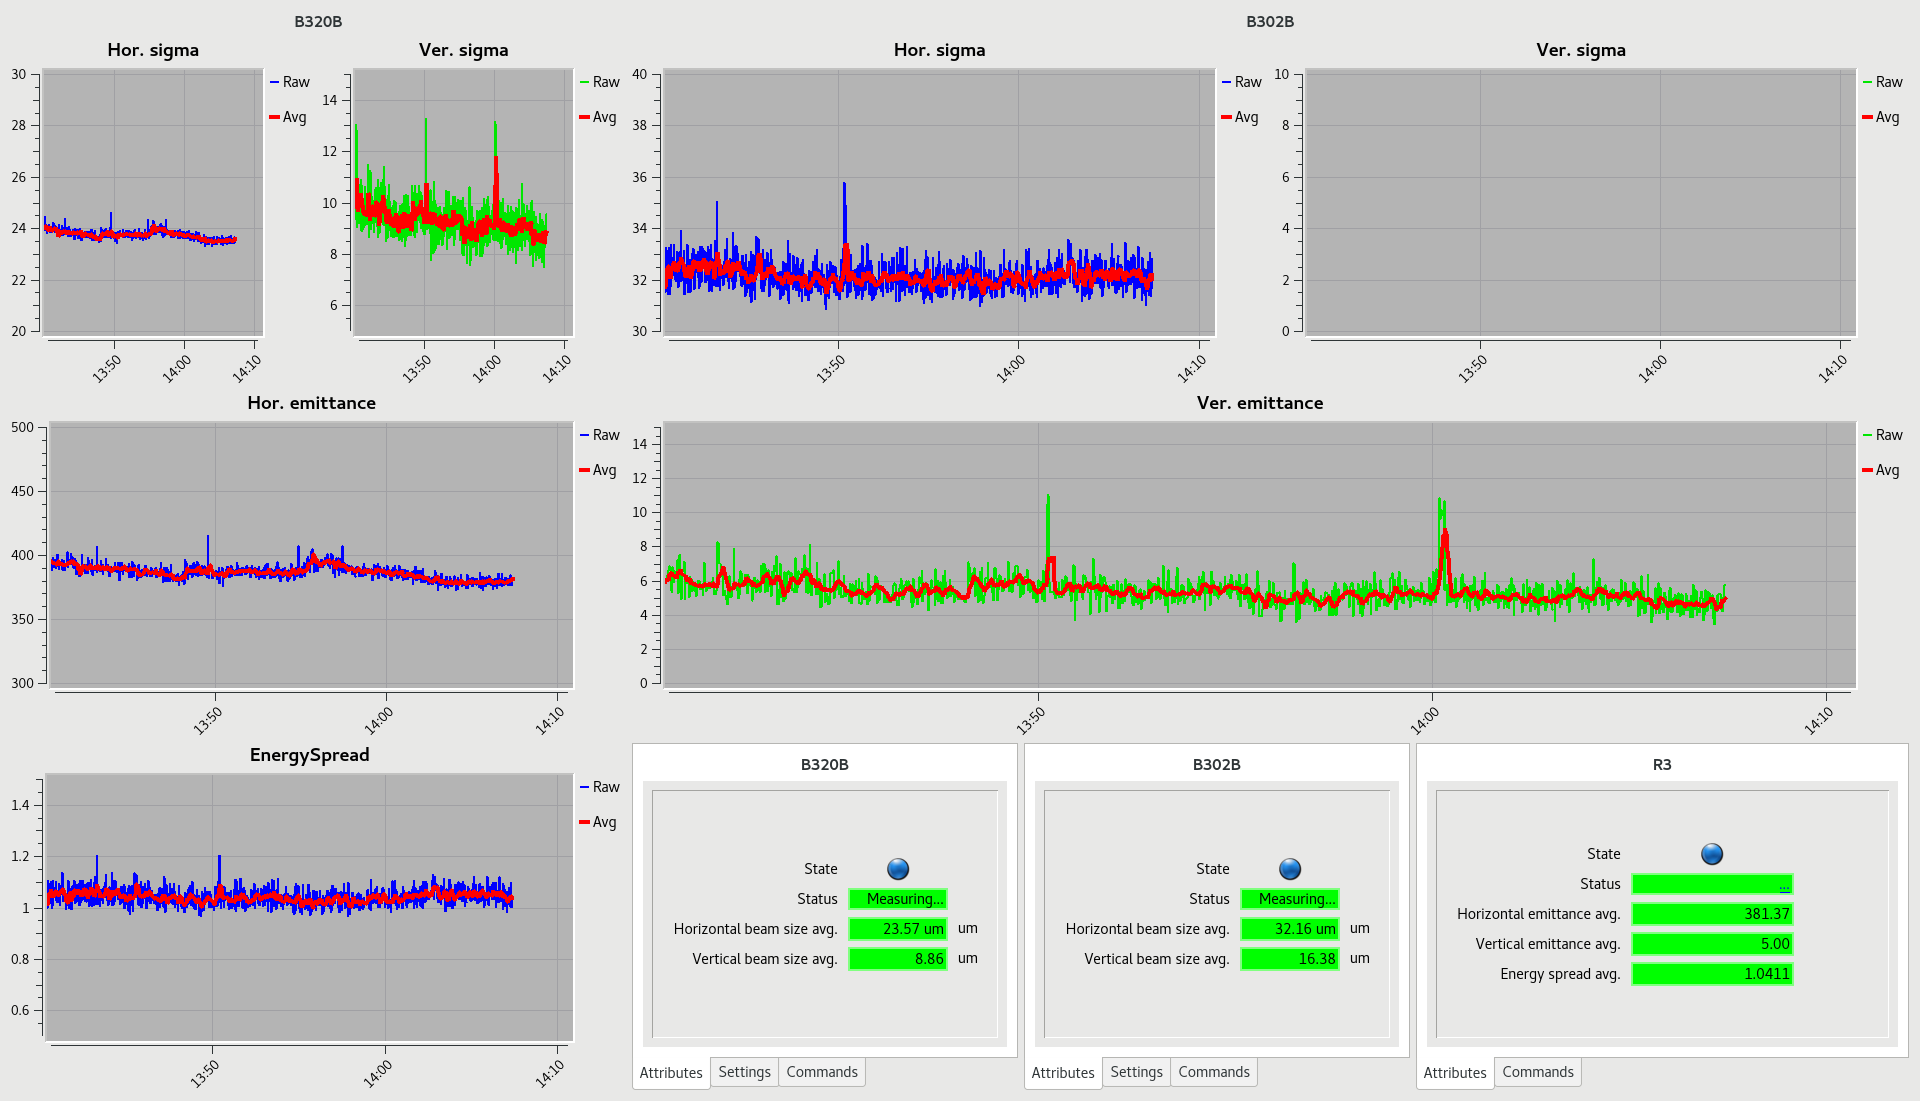 B320B
B302B
Hor. sigma
Ver. sigma
Hor. sigma
Ver. sigma
30
28
26
24
22
20
13:50
14:00
14:10
Raw
Avg
14
12
10
8
6
13:50
14:00
14:10
Raw
Avg
40
38
36
34
32
30
13:50
14:00
14:10
Raw
Avg
10
8
6
4
2
0
13:50
14:00
14:10
Raw
Avg
Hor. emittance
500
450
400
350
300
13:50
14:00
14:10
Raw
Avg
Ver. emittance
14
12
10
8
6
4
2
0
13:50
14:00
14:10
Raw
Avg
EnergySpread
1.4
1.2
1
0.8
0.6
13:50
14:00
14:10
Raw
Avg
B320B
State
Status Measuring...
Horizontal beam size avg. 23.57 um um
Vertical beam size avg. 8.86 um
Attributes Settings Commands
B302B
State
Status Measuring...
Horizontal beam size avg. 32.16 um um
Vertical beam size avg. 16.38 um
Attributes Settings Commands
R3
State
Status ...
Horizontal emittance avg. 381.37
Vertical emittance avg. 5.00
Energy spread avg. 1.0411
Attributes Commands